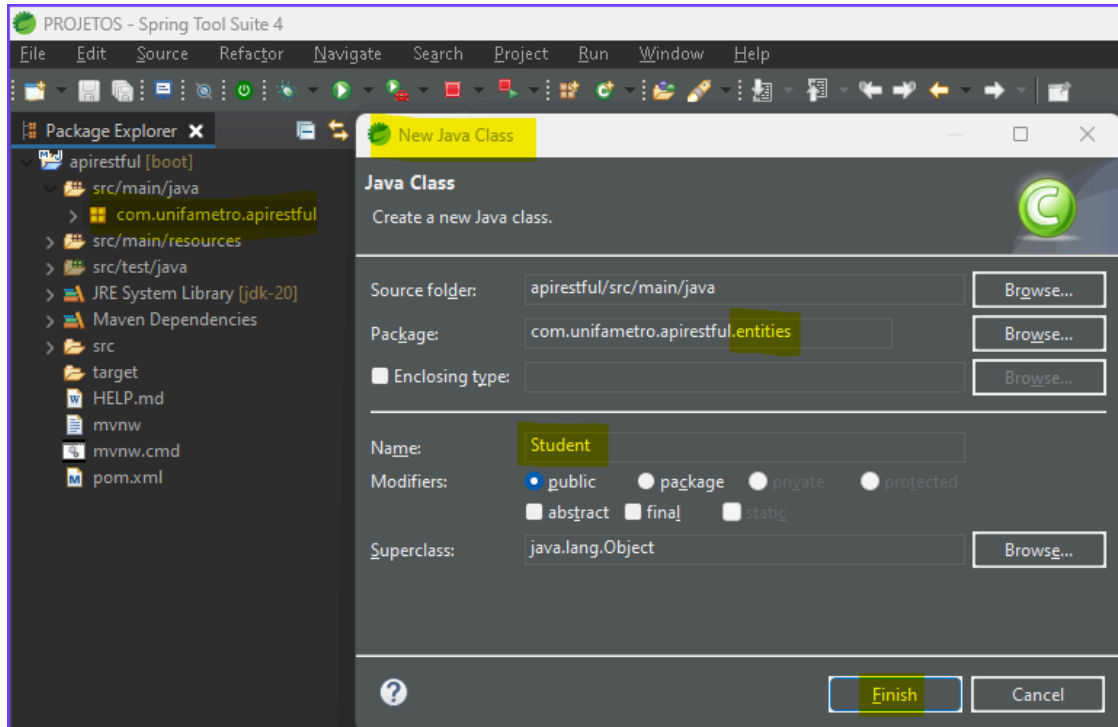 PROJETOS - Spring Tool Suite 4
File Edit Source Refactor Navigate Search Project Run Window Help
Package Explorer
apirestful [boot]
src/main/java
com.unifametro.apirestful
src/main/resources
src/test/java
JRE System Library [jdk-20]
Maven Dependencies
src
target
HELP.md
mvnw
mvnw.cmd
pom.xml
New Java Class
Java Class
Create a new Java class.
Source folder: apirestful/src/main/java Browse...
Package: com.unifametro.apirestful.entities Browse...
Enclosing type: Browse...
Name: Student
Modifiers: public package private protected
abstract final static
Superclass: java.lang.Object Browse...
Finish Cancel